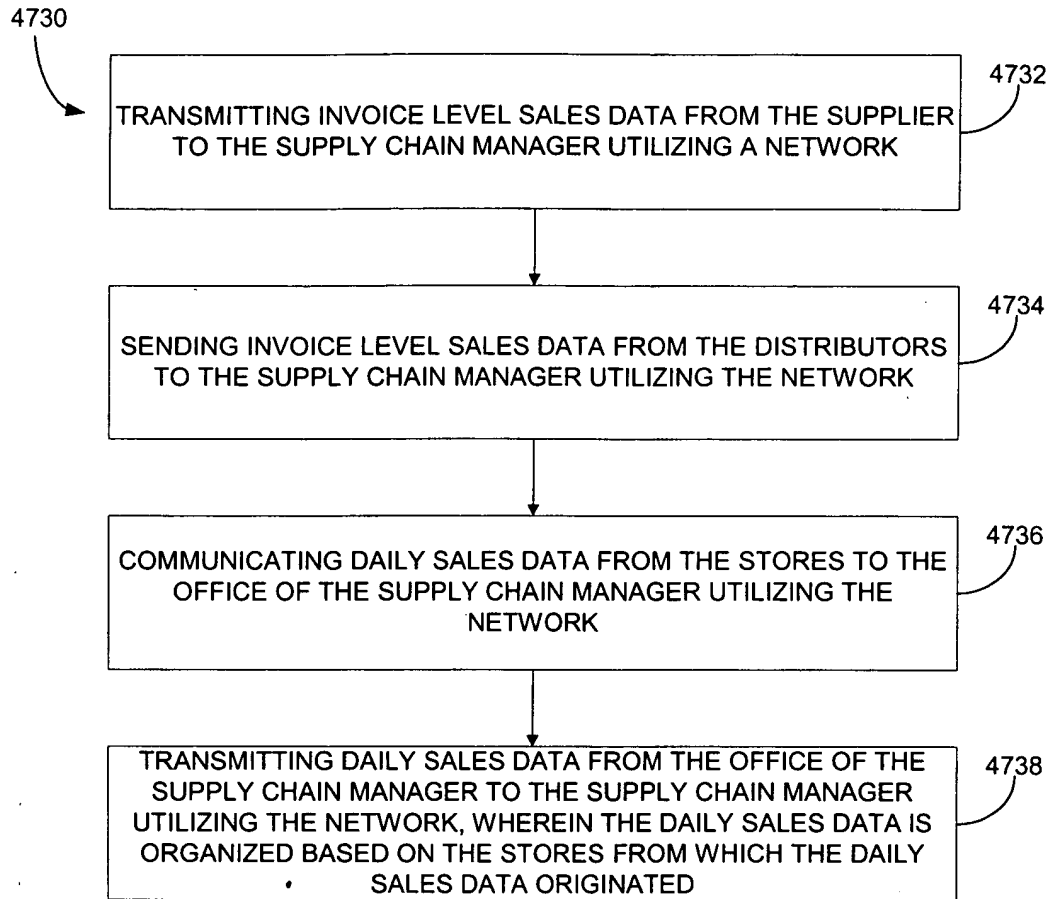 4730
4732
TRANSMITTING INVOICE LEVEL SALES DATA FROM THE SUPPLIER
TO THE SUPPLY CHAIN MANAGER UTILIZING A NETWORK
4734
SENDING INVOICE LEVEL SALES DATA FROM THE DISTRIBUTORS
TO THE SUPPLY CHAIN MANAGER UTILIZING THE NETWORK
4736
COMMUNICATING DAILY SALES DATA FROM THE STORES TO THE
OFFICE OF THE SUPPLY CHAIN MANAGER UTILIZING THE
NETWORK
4738
TRANSMITTING DAILY SALES DATA FROM THE OFFICE OF THE
SUPPLY CHAIN MANAGER TO THE SUPPLY CHAIN MANAGER
UTILIZING THE NETWORK, WHEREIN THE DAILY SALES DATA IS
ORGANIZED BASED ON THE STORES FROM WHICH THE DAILY
SALES DATA ORIGINATED